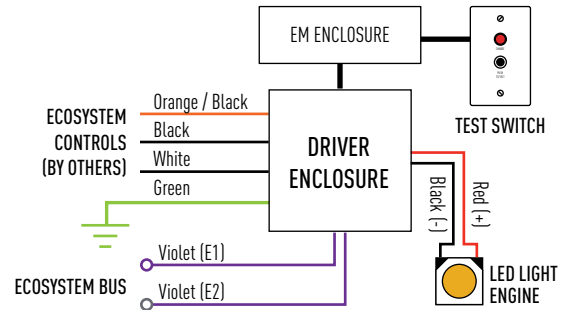 EM ENCLOSURE
TEST SWITCH
ECOSYSTEM
CONTROLS
(BY OTHERS)
Orange / Black
Black
White
Green
DRIVER
ENCLOSURE
Black (-)
Red (+)
Violet (E1)
ECOSYSTEM BUS
Violet (E2)
LED LIGHT
ENGINE